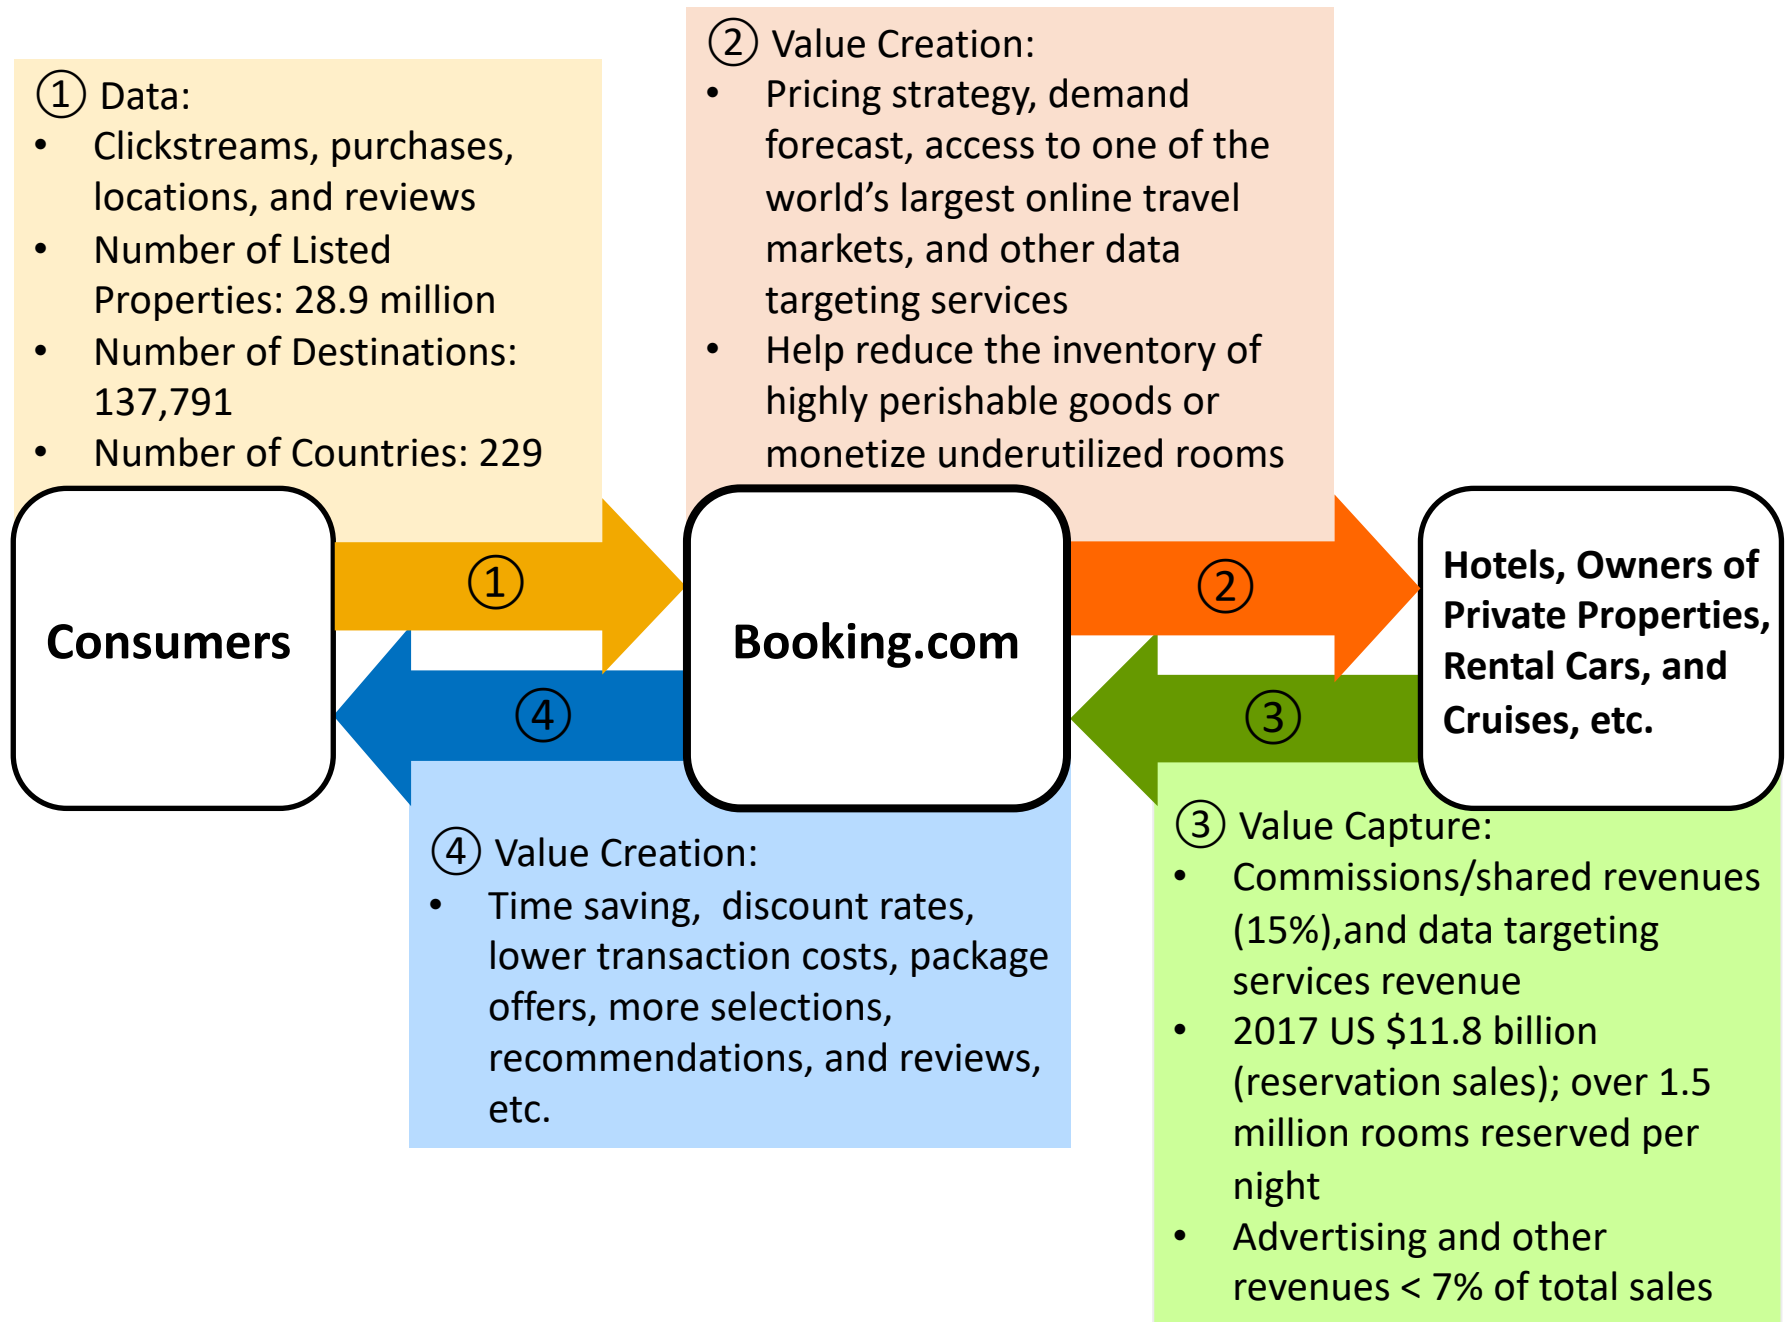 ① Data:
• Clickstreams, purchases,
locations, and reviews
• Number of Listed
Properties: 28.9 million
• Number of Destinations:
137,791
• Number of Countries: 229
② Value Creation:
• Pricing strategy, demand
forecast, access to one of the
world’s largest online travel
markets, and other data
targeting services
• Help reduce the inventory of
highly perishable goods or
monetize underutilized rooms
Consumers
①
④
Booking.com
②
③
Hotels, Owners of
Private Properties,
Rental Cars, and
Cruises, etc.
④ Value Creation:
• Time saving,  discount rates,
lower transaction costs, package
offers, more selections,
recommendations, and reviews,
etc.
③ Value Capture:
• Commissions/shared revenues
(15%),and data targeting
services revenue
• 2017 US $11.8 billion
(reservation sales); over 1.5
million rooms reserved per
night
• Advertising and other
revenues < 7% of total sales